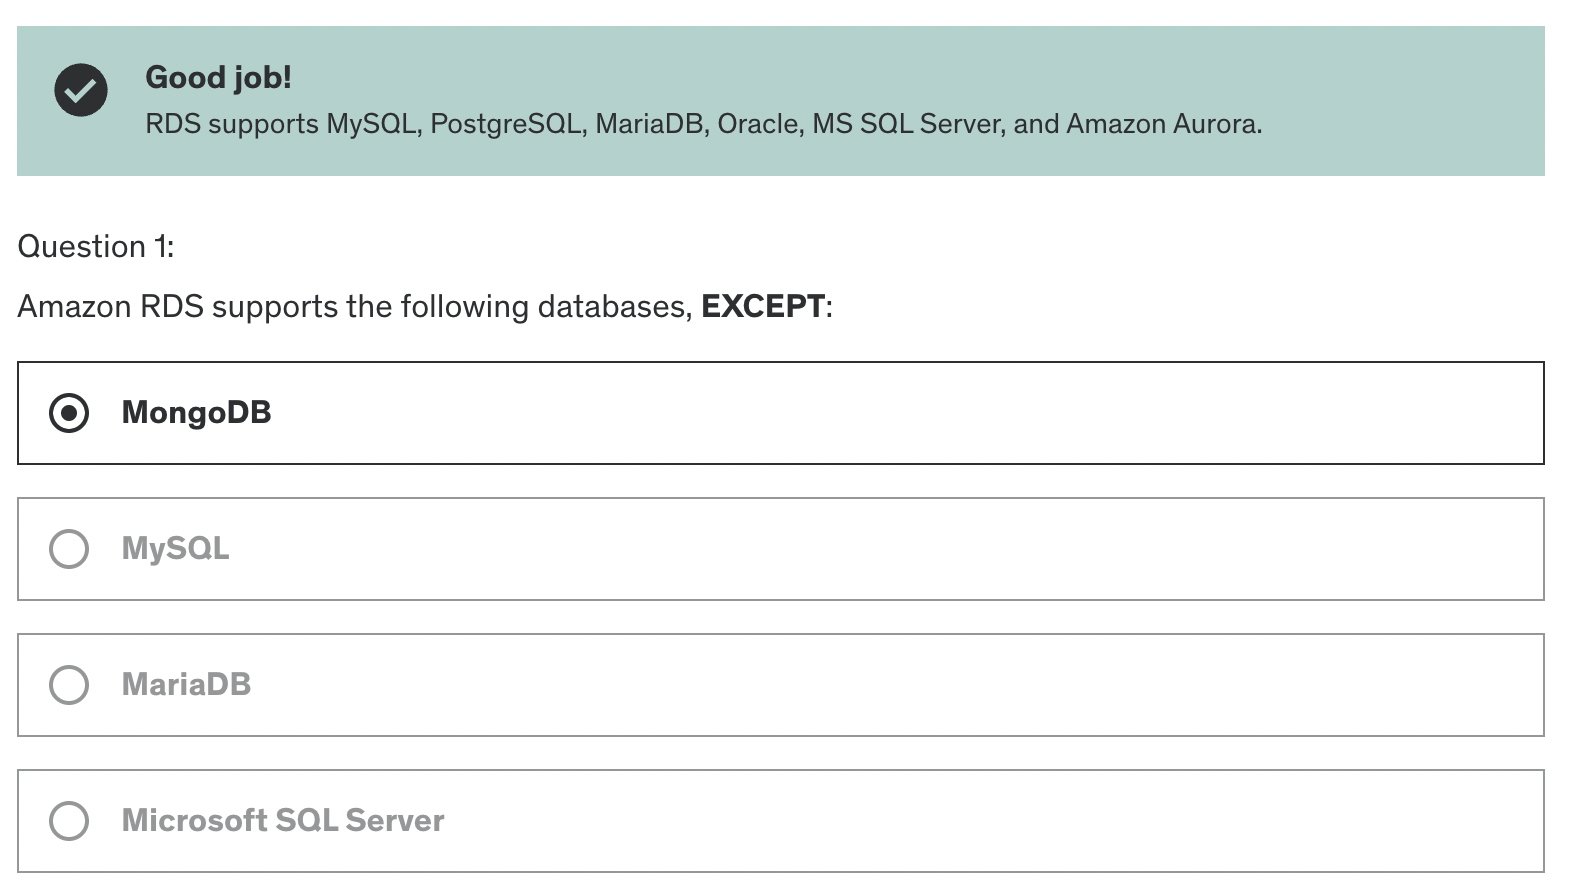 Good job!
RDS supports MySQL, PostgreSQL, MariaDB, Oracle, MS SQL Server, and Amazon Aurora.
Question 1:
Amazon RDS supports the following databases, EXCEPT:
MongoDB
MySQL
MariaDB
Microsoft SQL Server